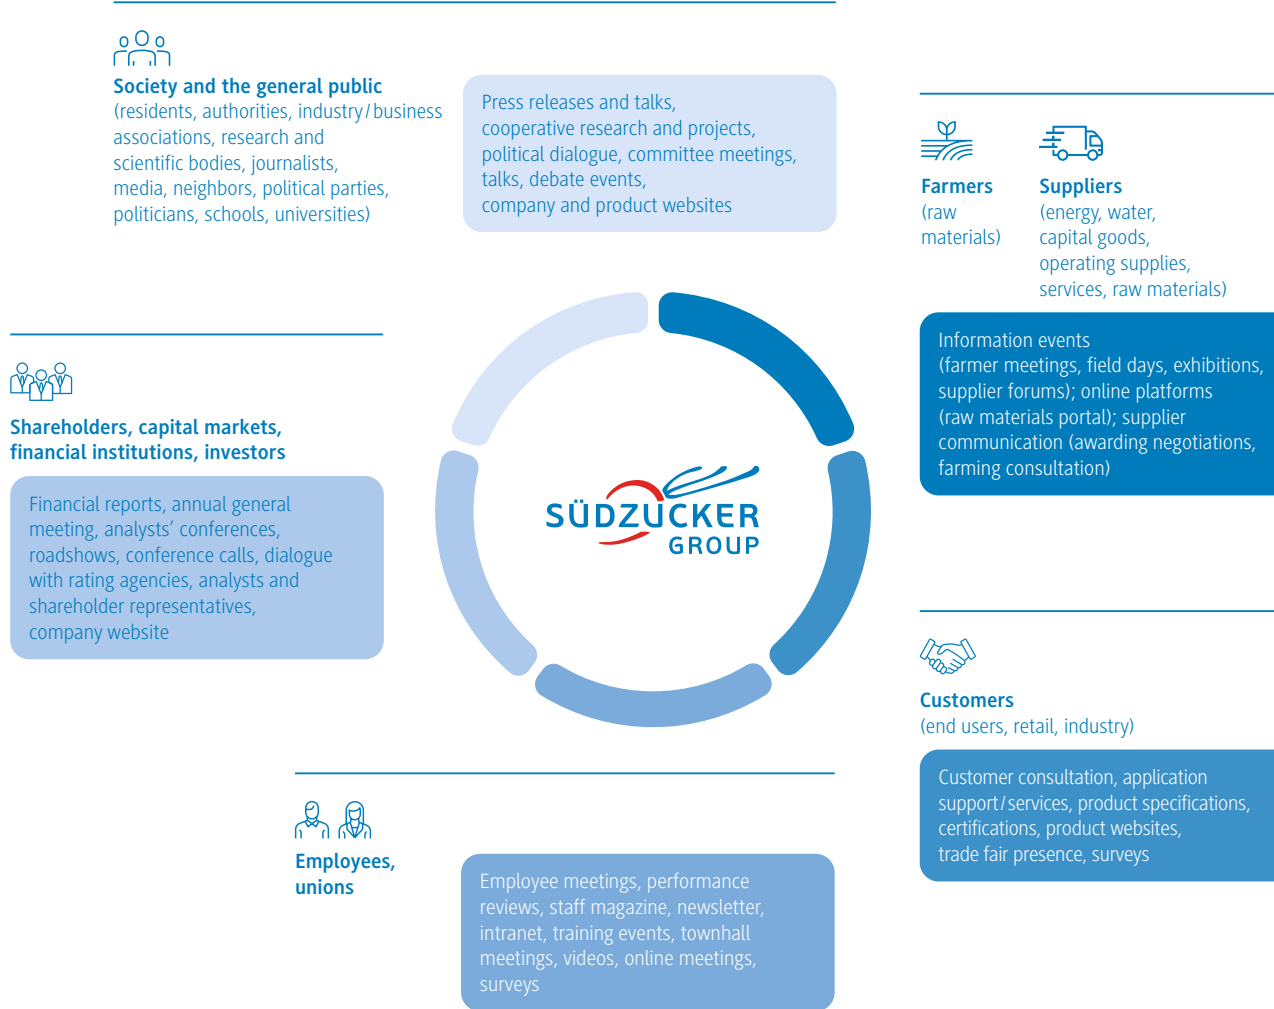 Society and the general public
(residents, authorities, industry/business
associations, research and
scientific bodies, journalists,
media, neighbors, political parties,
politicians, schools, universities)
Press releases and talks,
cooperative research and projects,
political dialogue, committee meetings,
talks, debate events,
company and product websites
Farmers
(raw
materials)
Suppliers
(energy, water,
capital goods,
operating supplies,
services, raw materials)
Information events
(farmer meetings, field days, exhibitions,
supplier forums); online platforms
(raw materials portal); supplier
communication (awarding negotiations,
farming consultation)
Shareholders, capital markets,
financial institutions, investors
Financial reports, annual general
meeting, analysts’ conferences,
roadshows, conference calls, dialogue
with rating agencies, analysts and
shareholder representatives,
company website
SÜDZUCKER
GROUP
Customers
(end users, retail, industry)
Customer consultation, application
support/services, product specifications,
certifications, product websites,
trade fair presence, surveys
Employees,
unions
Employee meetings, performance
reviews, staff magazine, newsletter,
intranet, training events, townhall
meetings, videos, online meetings,
surveys